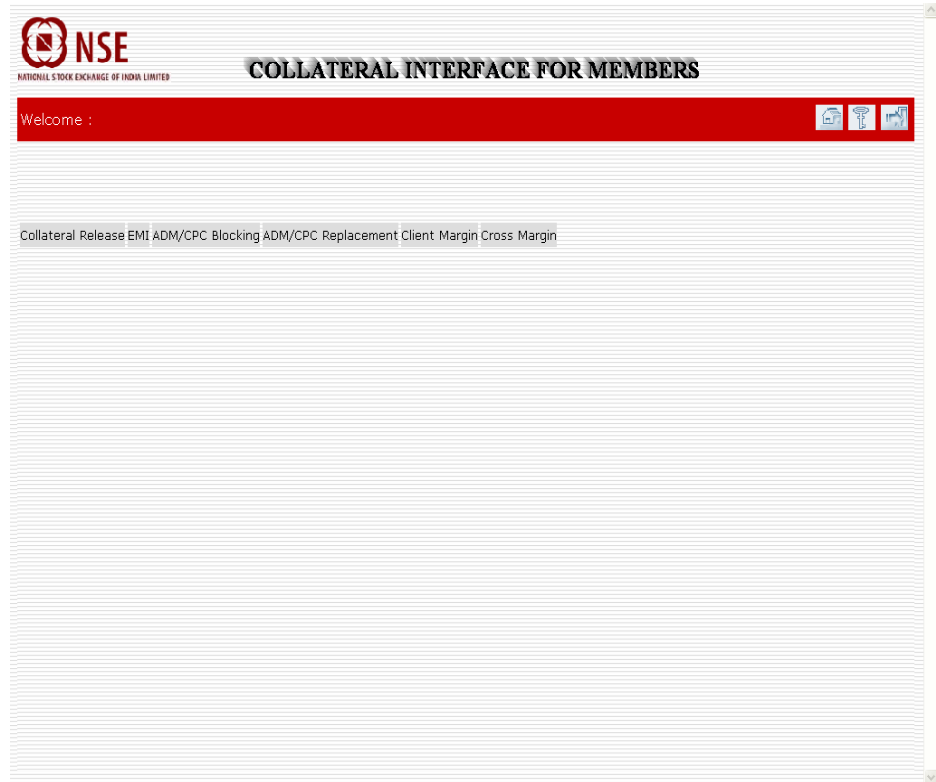 NSE
NATIONAL STOCK EXCHANGE OF INDIA LIMITED
COLLATERAL INTERFACE FOR MEMBERS
Welcome :
Collateral Release EMI ADM/CPC Blocking ADM/CPC Replacement Client Margin Cross Margin